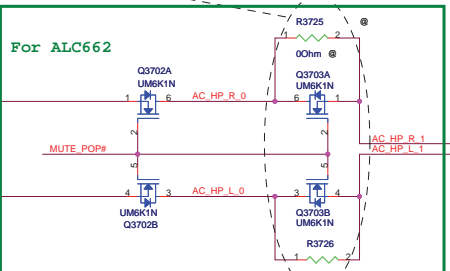 R3725 @
1 2
For ALC662
0Ohm @
Q3702A
UM6K1N
Q3703A
UM6K1N
1 6 AC_HP_R_0 6 1
2 2
AC_HP_R_1
MUTE_POP#
AC_HP_L_1
5 5
4 3 AC_HP_L_0 3 4
UM6K1N
Q3702B
Q3703B
UM6K1N
R3726
1 2